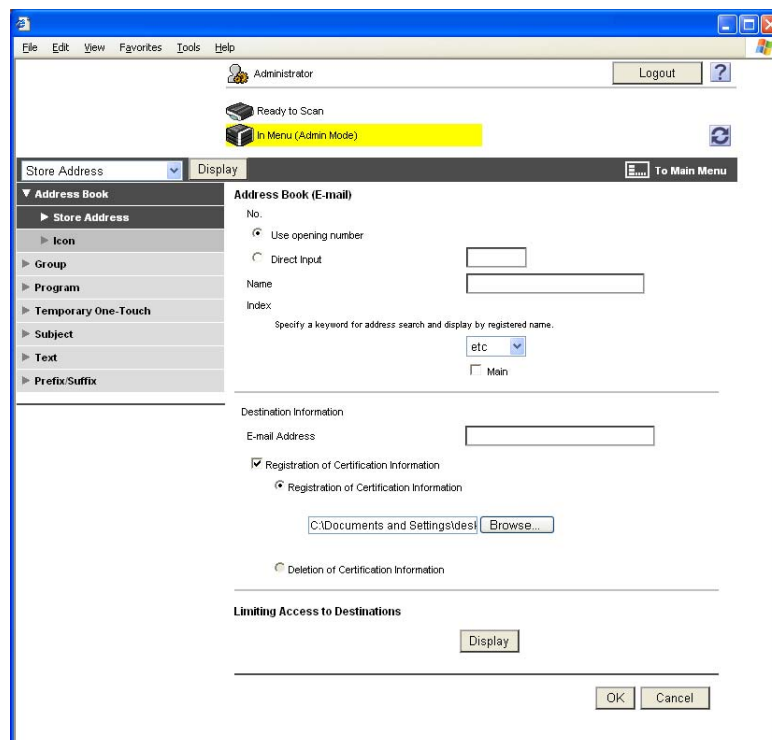 File Edit View Favorites Tools Help
Administrator Logout ?
Ready to Scan
In Menu (Admin Mode)
Store Address Display To Main Menu
Address Book
Store Address
Icon
Group
Program
Temporary One-Touch
Subject
Text
Prefix/Suffix
Address Book (E-mail)
No.
Use opening number
Direct Input
Name
Index
Specify a keyword for address search and display by registered name.
etc
Main
Destination Information
E-mail Address
Registration of Certification Information
Registration of Certification Information
C:\Documents and Settings\desl Browse...
Deletion of Certification Information
Limiting Access to Destinations
Display
OK Cancel